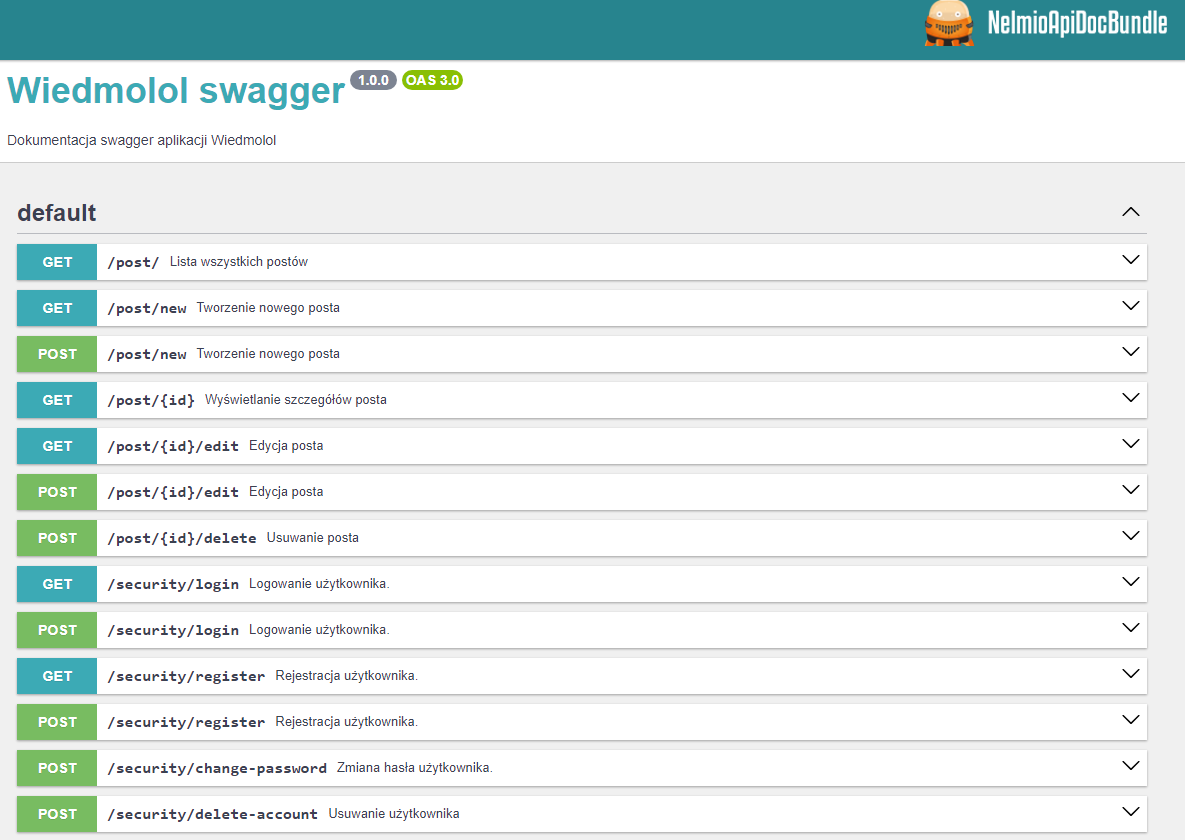 NelmioApiDocBundle
Wiedmolol swagger 1.0.0 OAS 3.0
Dokumentacja swagger aplikacji Wiedmolol
default
GET /post/ Lista wszystkich postów
GET /post/new Tworzenie nowego posta
POST /post/new Tworzenie nowego posta
GET /post/{id} Wyświetlanie szczegółów posta
GET /post/{id}/edit Edycja posta
POST /post/{id}/edit Edycja posta
POST /post/{id}/delete Usuwanie posta
GET /security/login Logowanie użytkownika.
POST /security/login Logowanie użytkownika.
GET /security/register Rejestracja użytkownika.
POST /security/register Rejestracja użytkownika.
POST /security/change-password Zmiana hasła użytkownika.
POST /security/delete-account Usuwanie użytkownika